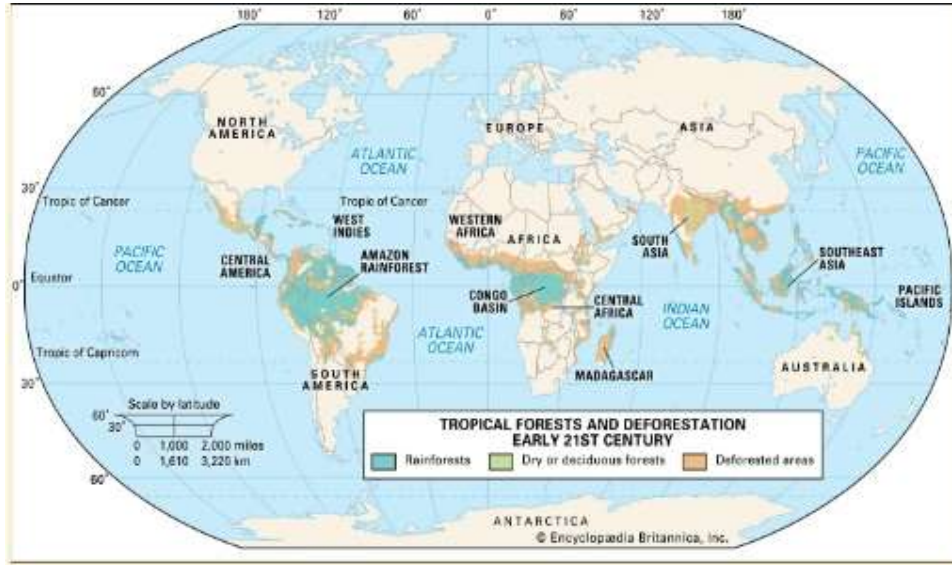 180° 120° 60° 0° 60° 120° 180°
60°
NORTH
AMERICA
EUROPE
ASIA
ATLANTIC
OCEAN
PACIFIC
OCEAN
30°
Tropic of Cancer
Tropic of Cancer
WEST
INDIES
WESTERN
AFRICA
AFRICA
SOUTH
ASIA
PACIFIC
OCEAN
CENTRAL
AMERICA
AMAZON
RAINFOREST
SOUTHEAST
ASIA
Equator
0°
CONGO
BASIN
CENTRAL
AFRICA
INDIAN
OCEAN
PACIFIC
ISLANDS
ATLANTIC
OCEAN
Tropic of Capricorn
MADAGASCAR
AUSTRALIA
SOUTH
AMERICA
30°
Scale by latitude
60°
30°
0 1,000 2,000 miles
0 1,610 3,220 km
TROPICAL FORESTS AND DEFORESTATION
EARLY 21ST CENTURY
Rainforests Dry or deciduous forests Deforested areas
60°
ANTARCTICA
© Encyclopædia Britannica, Inc.